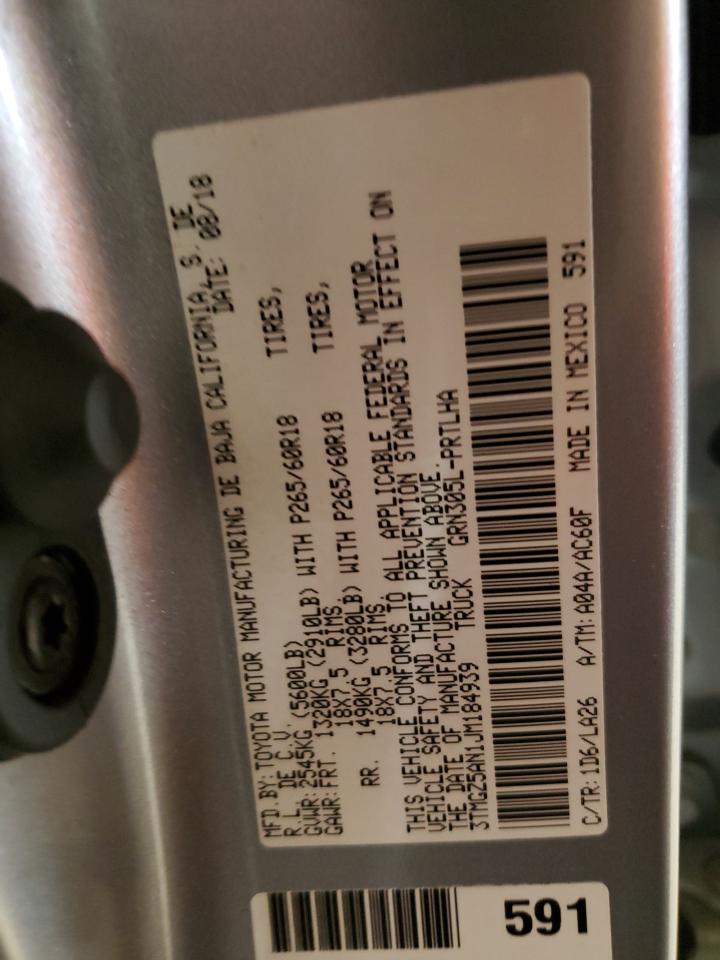 MFD.BY: TOYOTA MOTOR MANUFACTURING DE BAJA CALIFORNIA, S. DE
R.L. DE C.V. DATE: 08/18
GVWR: 2545KG (5600LB)
GAWR: FRT. 1320KG (2910LB) WITH P265/60R18 TIRES,
18X7.5 RIMS.
RR. 1490KG (3280LB) WITH P265/60R18 TIRES,
18X7.5 RIMS.
THIS VEHICLE CONFORMS TO ALL APPLICABLE FEDERAL MOTOR
VEHICLE SAFETY AND THEFT PREVENTION STANDARDS IN EFFECT ON
THE DATE OF MANUFACTURE SHOWN ABOVE.
3TMGZ5AN1JM184939 TRUCK GRN305L-PRTLHA
C/TR: 1D6/LA26 A/TM: A04A/AC60F MADE IN MEXICO 591
591